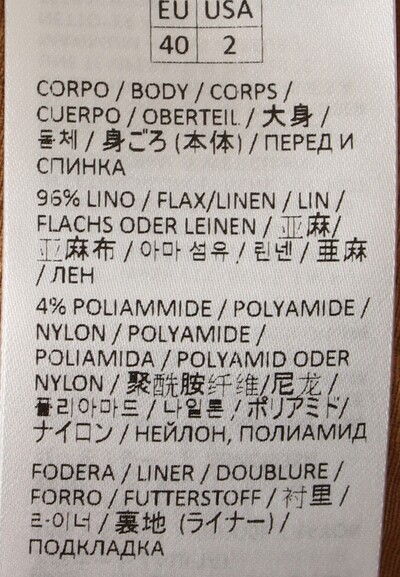 EU USA
40 2
CORPO / BODY / CORPS /
CUERPO / OBERTEIL / 大身 /
몸체 / 身ごろ (本体) / ПЕРЕД И
СПИНКА
96% LINO / FLAX/LINEN / LIN /
FLACHS ODER LEINEN / 亚麻/
亚麻布 / 아마 섬유 / 린넨 / 亜麻
/ ЛЕН
4% POLIAMMIDE / POLYAMIDE /
NYLON / POLYAMIDE /
POLIAMIDA / POLYAMID ODER
NYLON / 聚酰胺纤维/尼龙 /
폴리아마드 / 나일론 / ポリアミド/
ナイロン / НЕЙЛОН, ПОЛИАМИД
FODERA / LINER / DOUBLURE /
FORRO / FUTTERSTOFF / 衬里 /
라이너 / 裏地 (ライナー) /
ПОДКЛАДКА